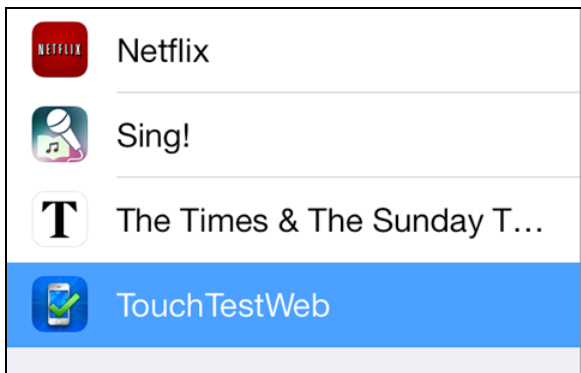 NETFLIX
Netflix
Sing!
T
The Times & The Sunday T...
TouchTestWeb